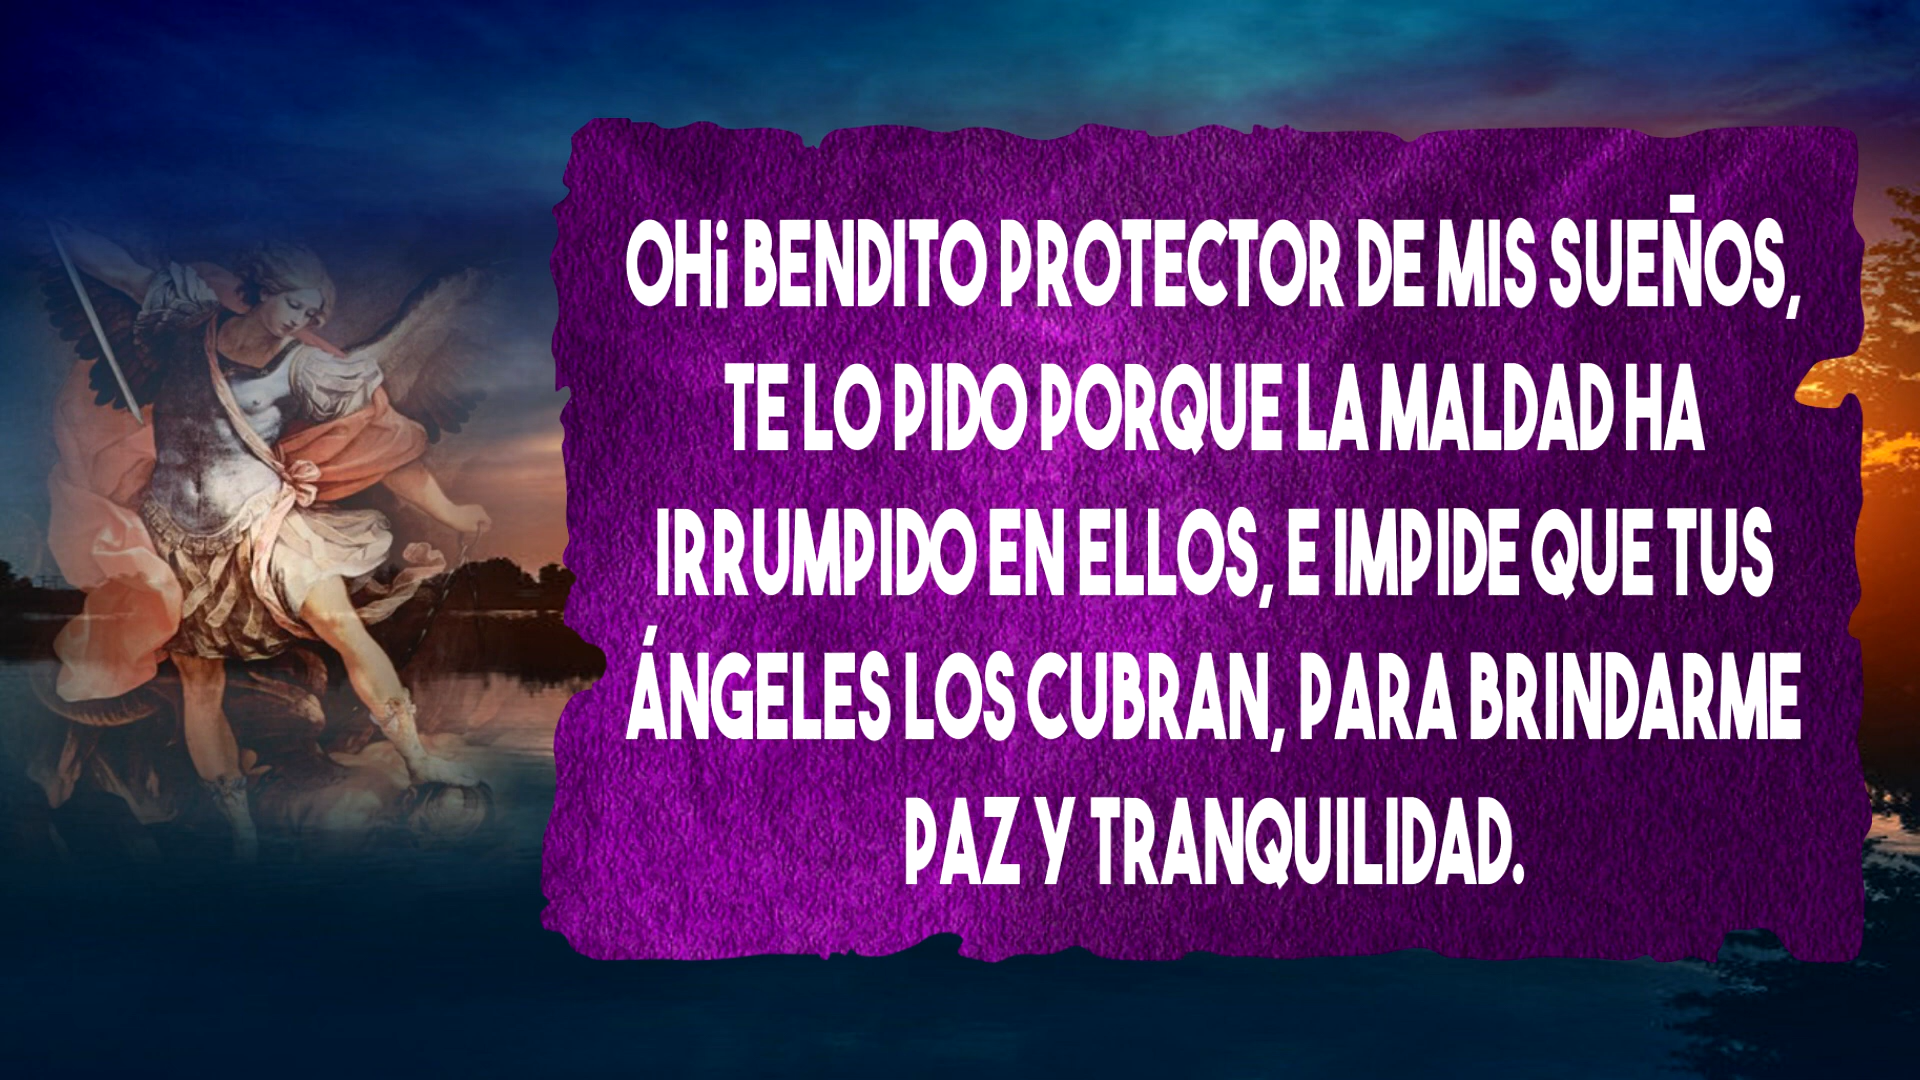 OH¡ BENDITO PROTECTOR DE MIS SUEÑOS,
TE LO PIDO PORQUE LA MALDAD HA
IRRUMPIDO EN ELLOS, E IMPIDE QUE TUS
ÁNGELES LOS CUBRAN, PARA BRINDARME
PAZ Y TRANQUILIDAD.